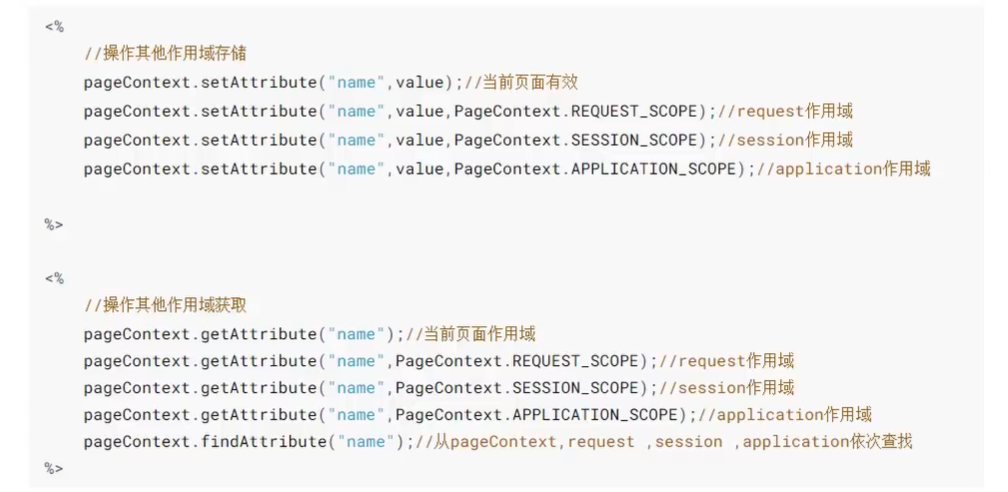 <%
//操作其他作用域存储
pageContext.setAttribute("name",value);//当前页面有效
pageContext.setAttribute("name",value,PageContext.REQUEST_SCOPE);//request作用域
pageContext.setAttribute("name",value,PageContext.SESSION_SCOPE);//session作用域
pageContext.setAttribute("name",value,PageContext.APPLICATION_SCOPE);//application作用域
%>
<%
//操作其他作用域获取
pageContext.getAttribute("name");//当前页面作用域
pageContext.getAttribute("name",PageContext.REQUEST_SCOPE);//request作用域
pageContext.getAttribute("name",PageContext.SESSION_SCOPE);//session作用域
pageContext.getAttribute("name",PageContext.APPLICATION_SCOPE);//application作用域
pageContext.findAttribute("name");//从pageContext,request ,session ,application依次查找
%>